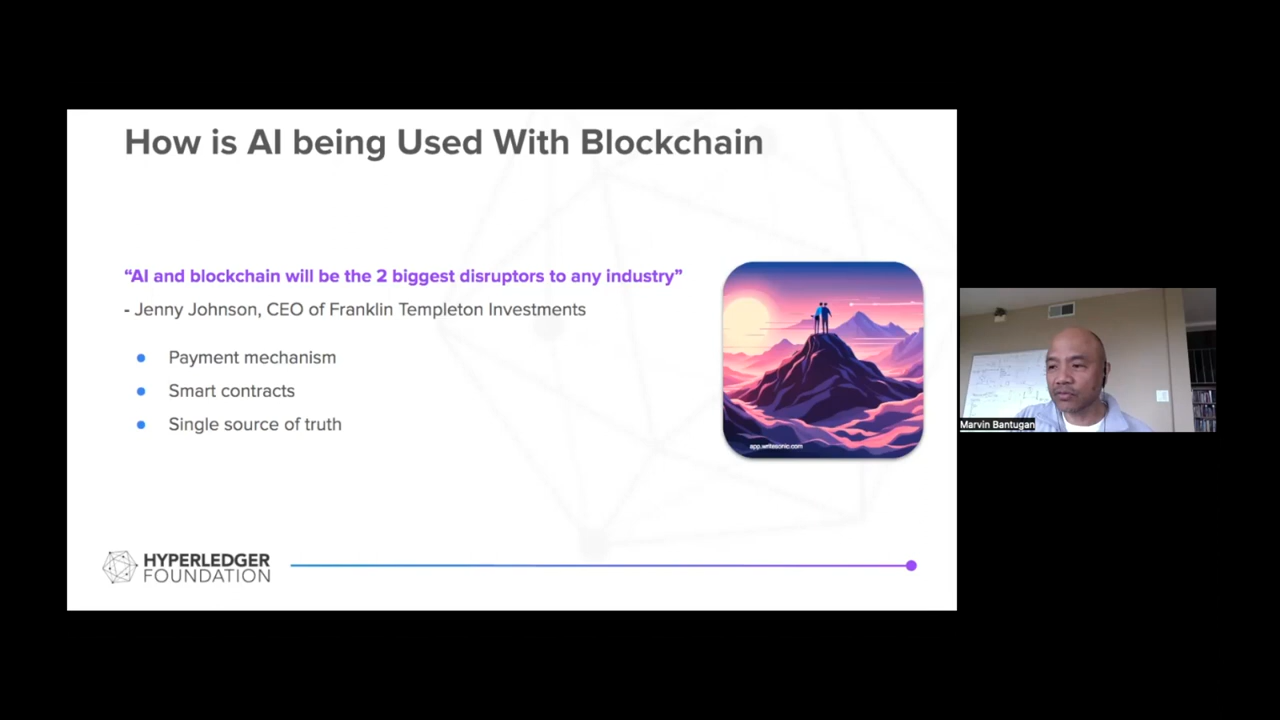 How is AI being Used With Blockchain
“AI and blockchain will be the 2 biggest disruptors to any industry”
- Jenny Johnson, CEO of Franklin Templeton Investments
Payment mechanism
Smart contracts
Single source of truth
app.writesonic.com
HYPERLEDGER
FOUNDATION
Marvin Bantugan